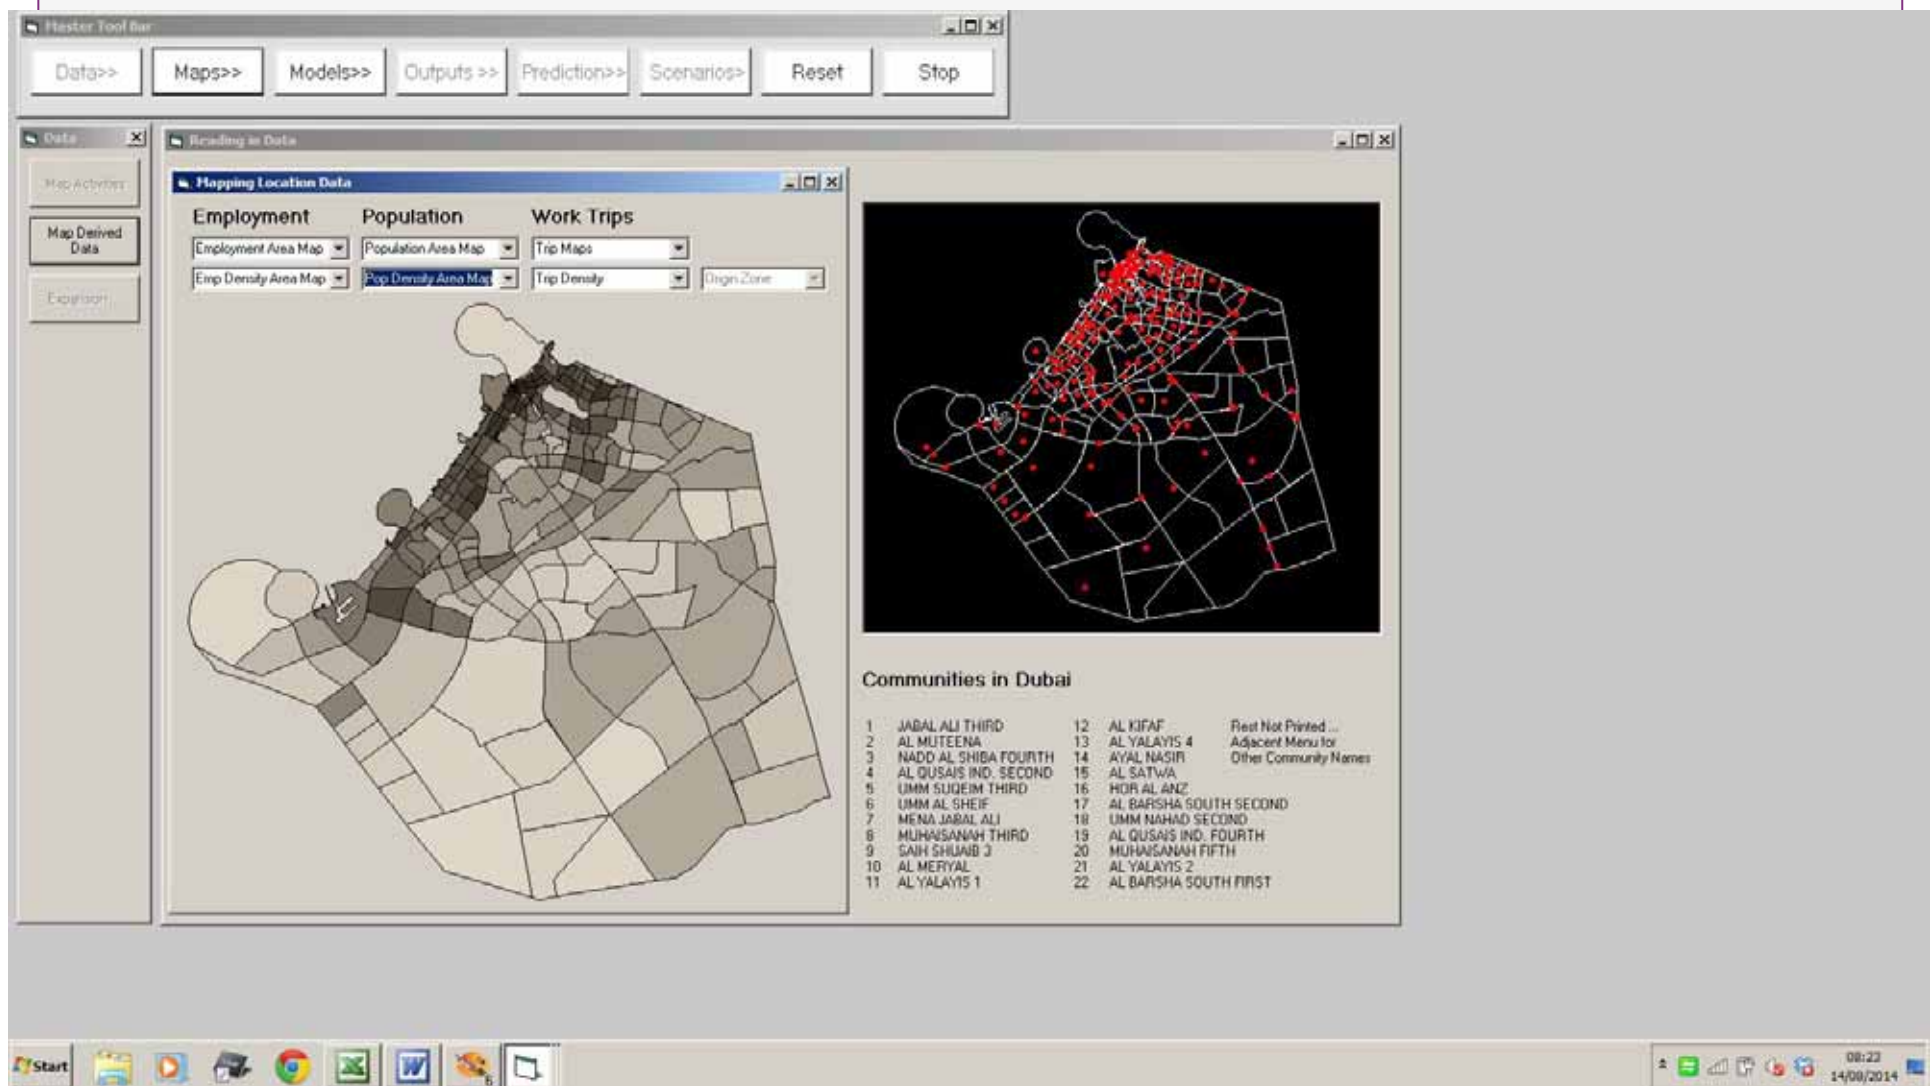 Master Tool Bar
Data>> Maps>> Models>> Outputs >> Prediction>> Scenarios> Reset Stop
Data
Map Activities
Map Derived
Data
Expansion
Reading in Data
Mapping Location Data
Employment Population Work Trips
Employment Area Map Population Area Map Trip Maps
Emp Density Area Map Pop Density Area Map Trip Density Origin Zone
Communities in Dubai
1 JABAL ALI THIRD
2 AL MUTEENA
3 NADD AL SHIBA FOURTH
4 AL QUSAIS IND. SECOND
5 UMM SUQEIM THIRD
6 UMM AL SHEIF
7 MENA JABAL ALI
8 MUHAISANAH THIRD
9 SAIH SHUAIB 3
10 AL MERYAL
11 AL YALAYIS 1
12 AL KIFAF
13 AL YALAYIS 4
14 AYAL NASIR
15 AL SATWA
16 HOR AL ANZ
17 AL BARSHA SOUTH SECOND
18 UMM NAHAD SECOND
19 AL QUSAIS IND. FOURTH
20 MUHAISANAH FIFTH
21 AL YALAYIS 2
22 AL BARSHA SOUTH FIRST
Rest Not Printed ...
Adjacent Menu for
Other Community Names
Start
6
08:23
14/08/2014